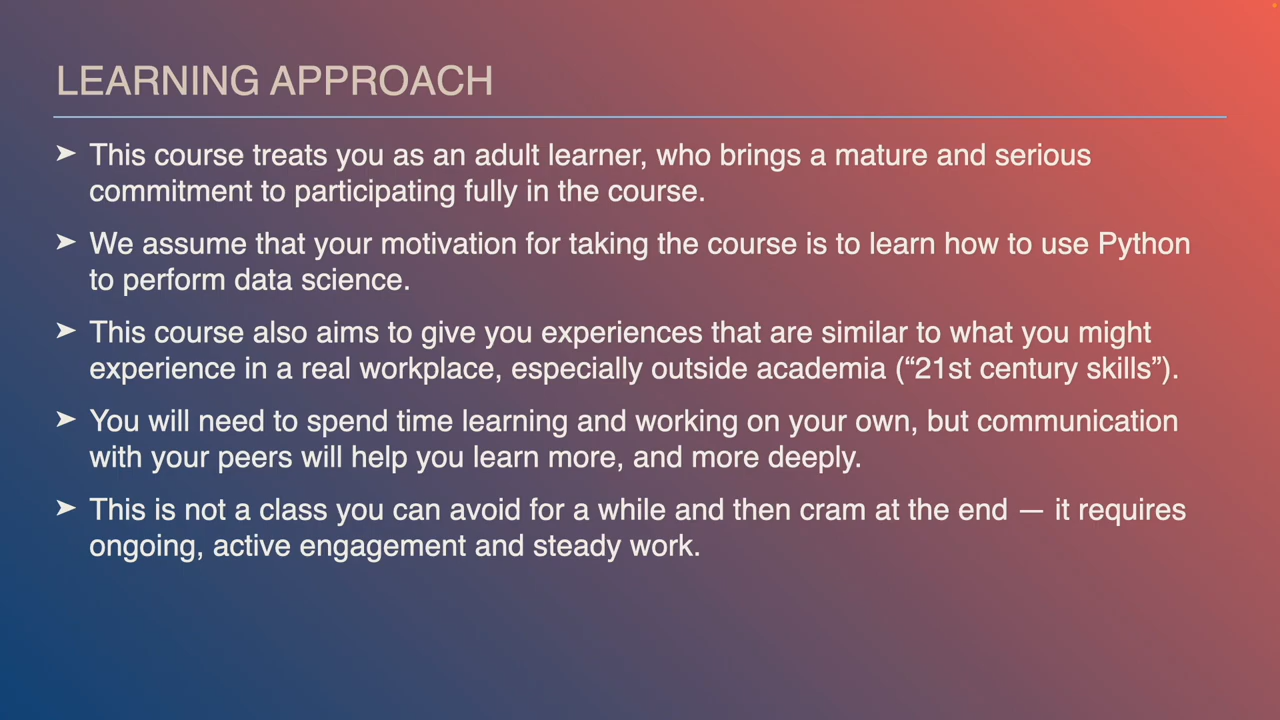 LEARNING APPROACH
➤ This course treats you as an adult learner, who brings a mature and serious
commitment to participating fully in the course.
➤ We assume that your motivation for taking the course is to learn how to use Python
to perform data science.
➤ This course also aims to give you experiences that are similar to what you might
experience in a real workplace, especially outside academia (“21st century skills”).
➤ You will need to spend time learning and working on your own, but communication
with your peers will help you learn more, and more deeply.
➤ This is not a class you can avoid for a while and then cram at the end — it requires
ongoing, active engagement and steady work.